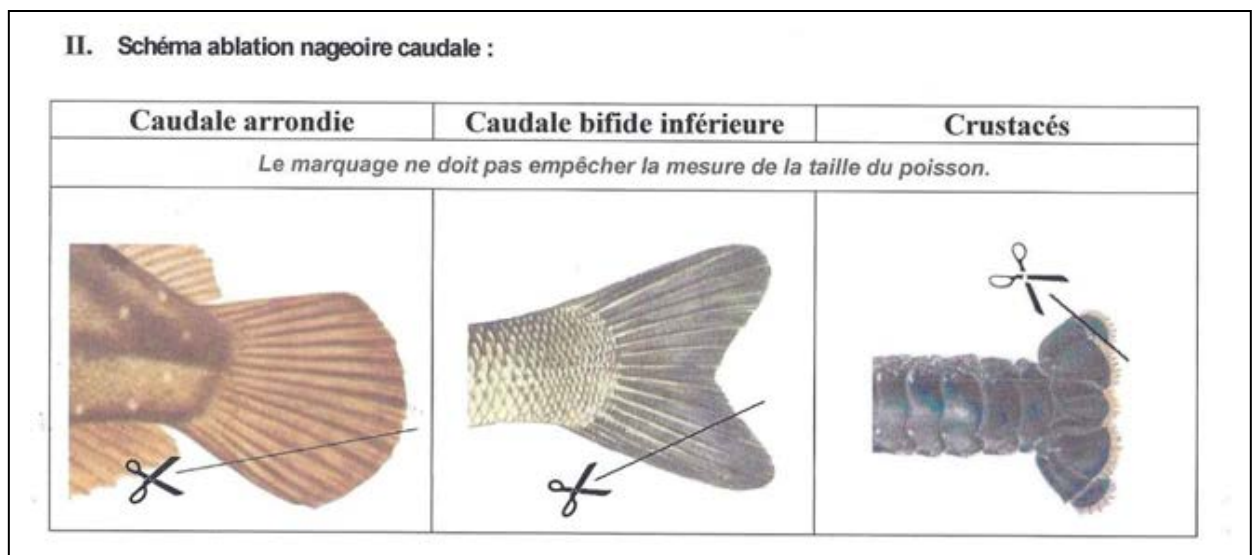 II. Schéma ablation nageoire caudale :
Caudale arrondie
Caudale bifide inférieure
Crustacés
Le marquage ne doit pas empêcher la mesure de la taille du poisson.